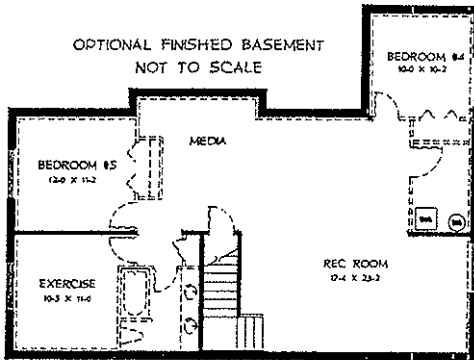 OPTIONAL FINISHED BASEMENT
NOT TO SCALE
BEDROOM #4
10-0 X 10-2
MEDIA
BEDROOM #5
12-0 X 11-2
REC ROOM
17-4 X 23-2
EXERCISE
10-5 X 11-0